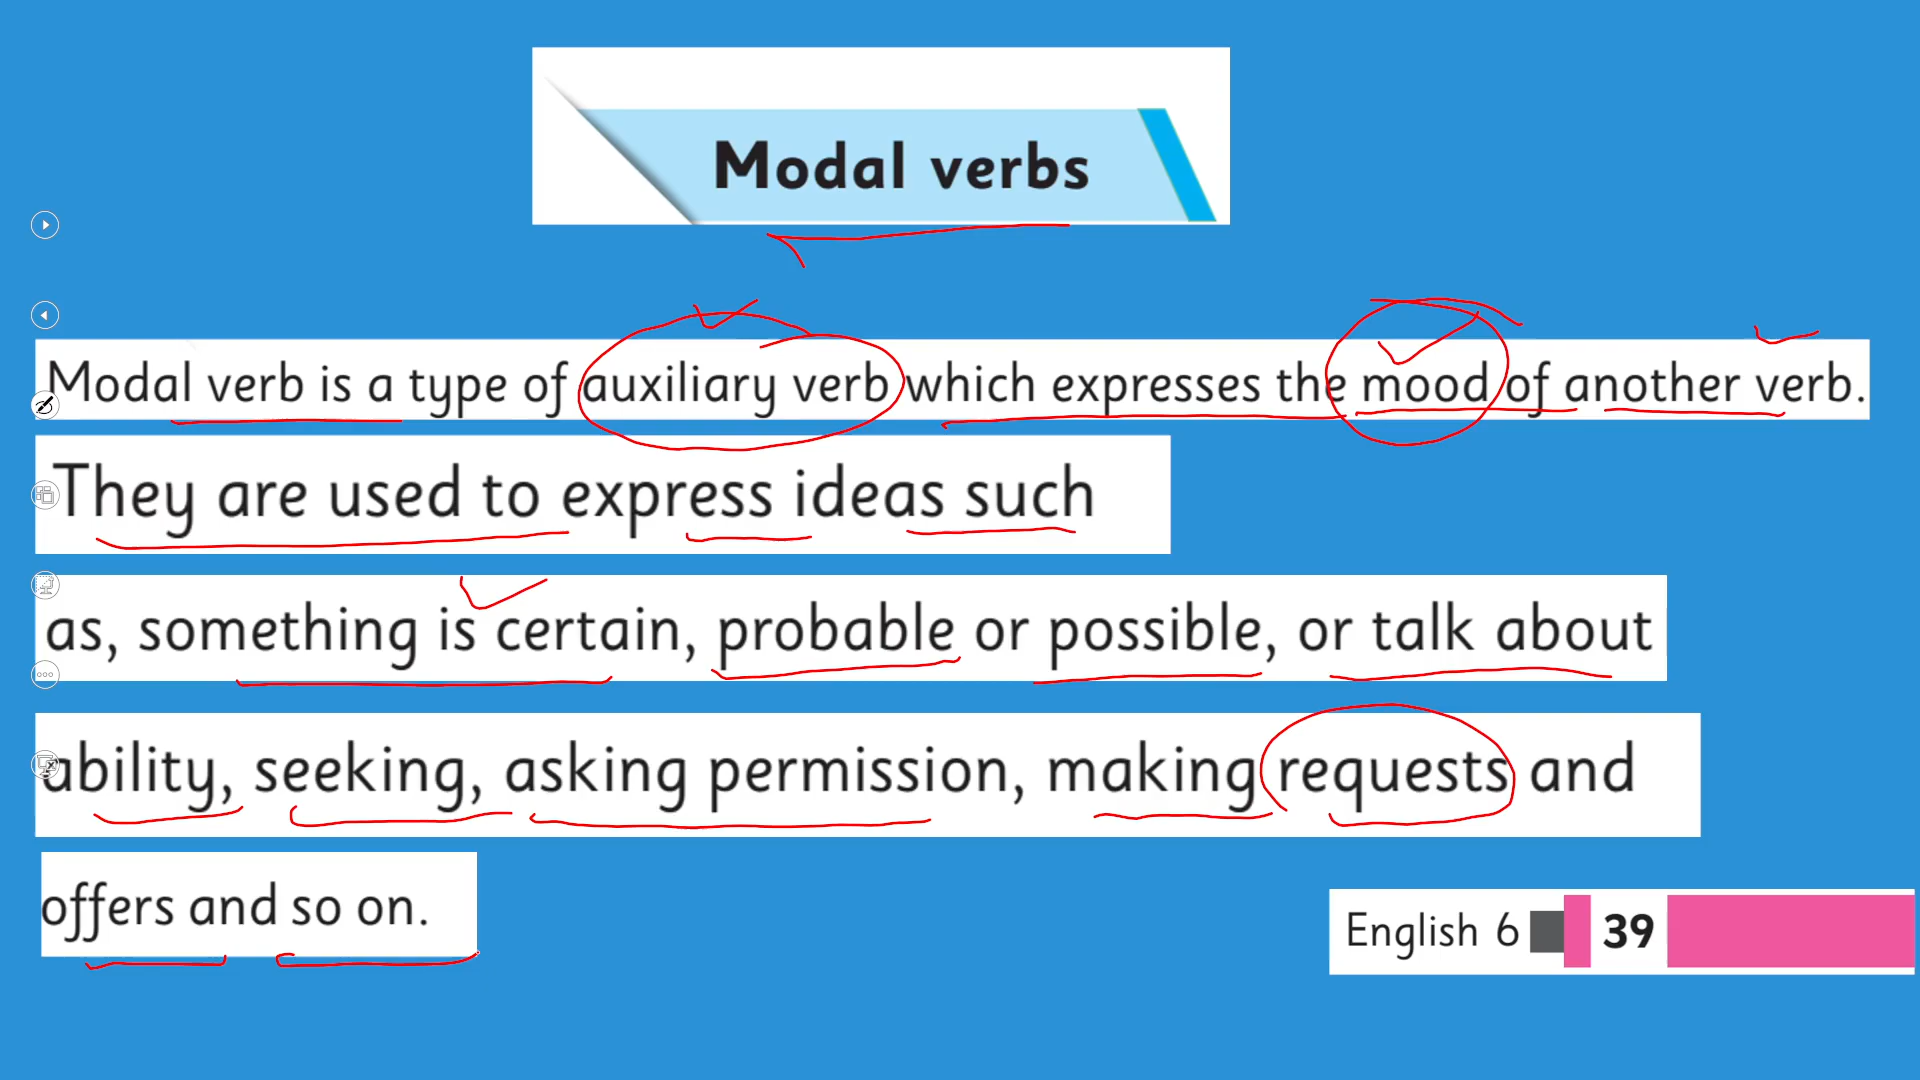 Modal verbs
Modal verb is a type of auxiliary verb which expresses the mood of another verb.
They are used to express ideas such
as, something is certain, probable or possible, or talk about
ability, seeking, asking permission, making requests and
offers and so on.
English 6 39